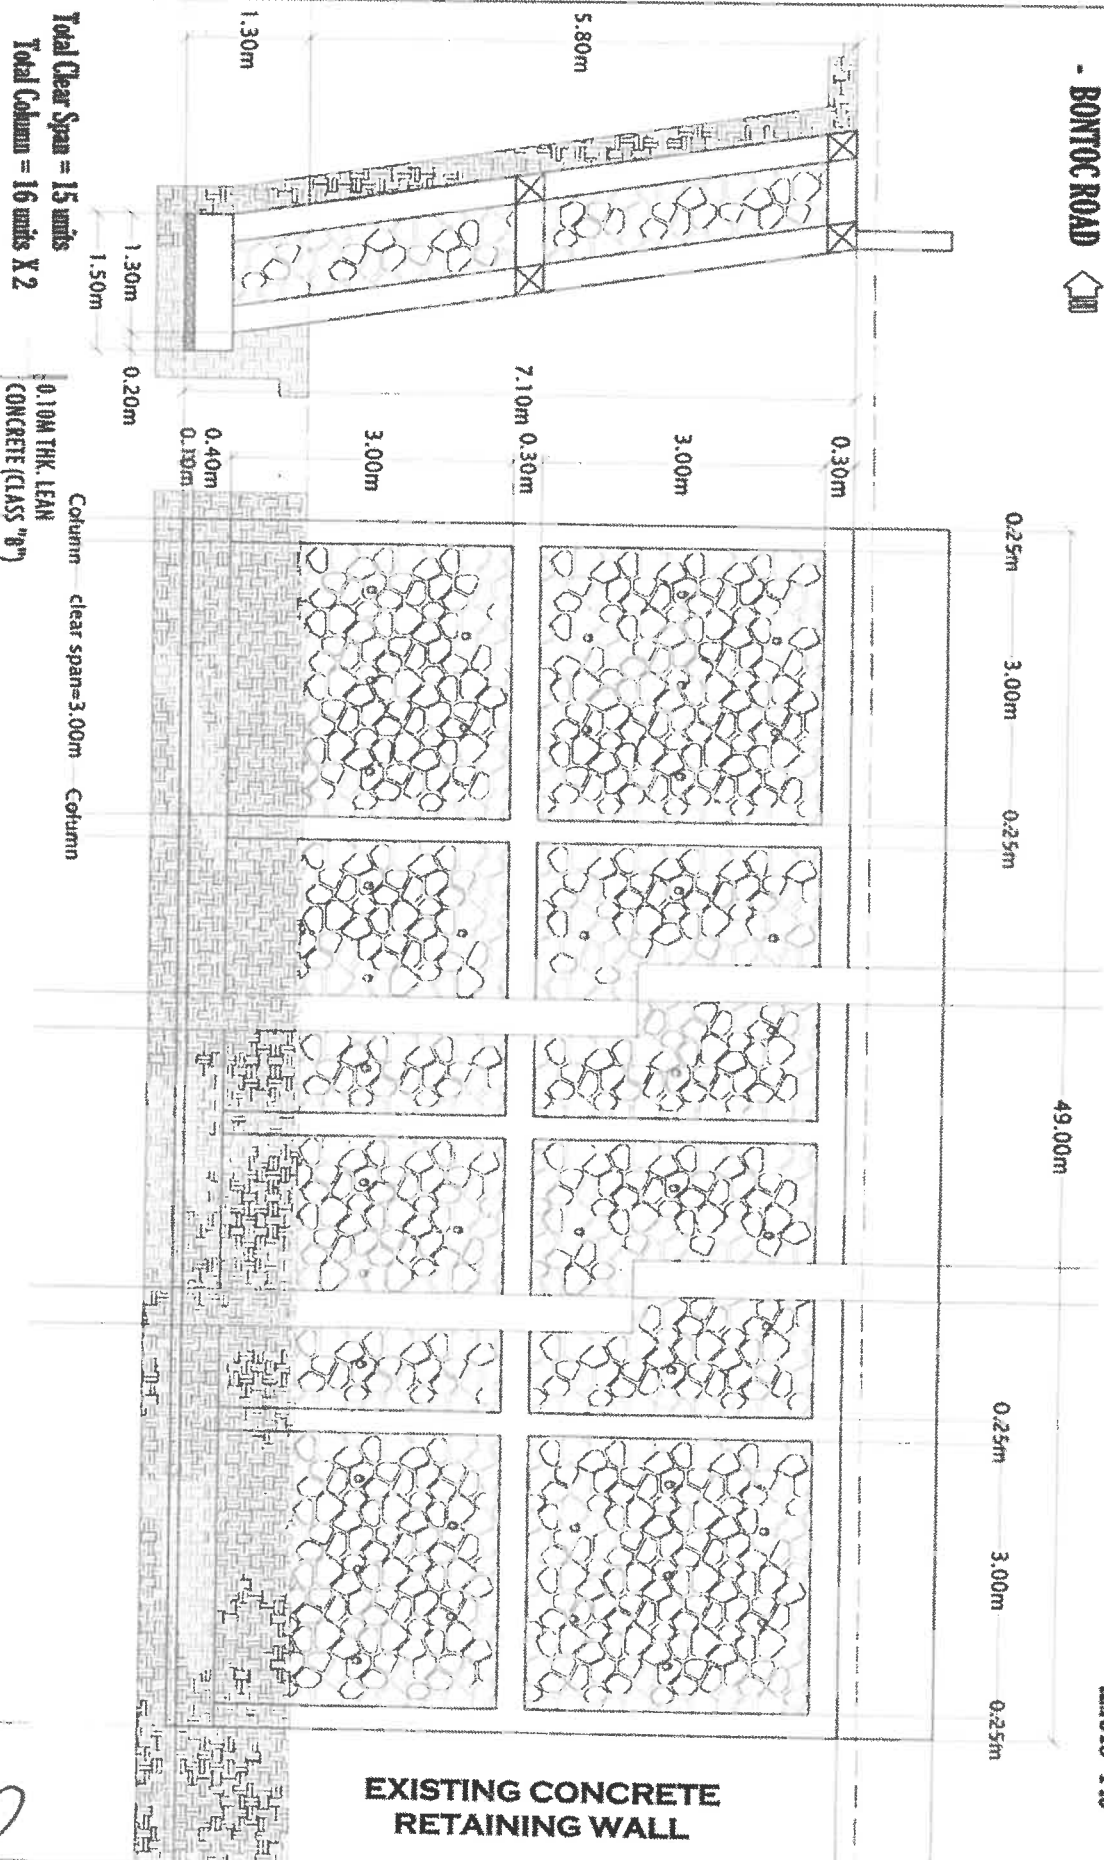 - BONTOC ROAD
5.80m
1.30m
1.30m
0.20m
1.50m
7.10m
0.30m
3.00m
0.30m
3.00m
0.40m
0.10m
0.25m
3.00m
0.25m
49.00m
0.25m
3.00m
0.25m
Column
clear span=3.00m
Column
0.10M THK. LEAN
CONCRETE (CLASS "B")
Total Clear Span = 15 units
Total Column = 16 units X 2
EXISTING CONCRETE
RETAINING WALL